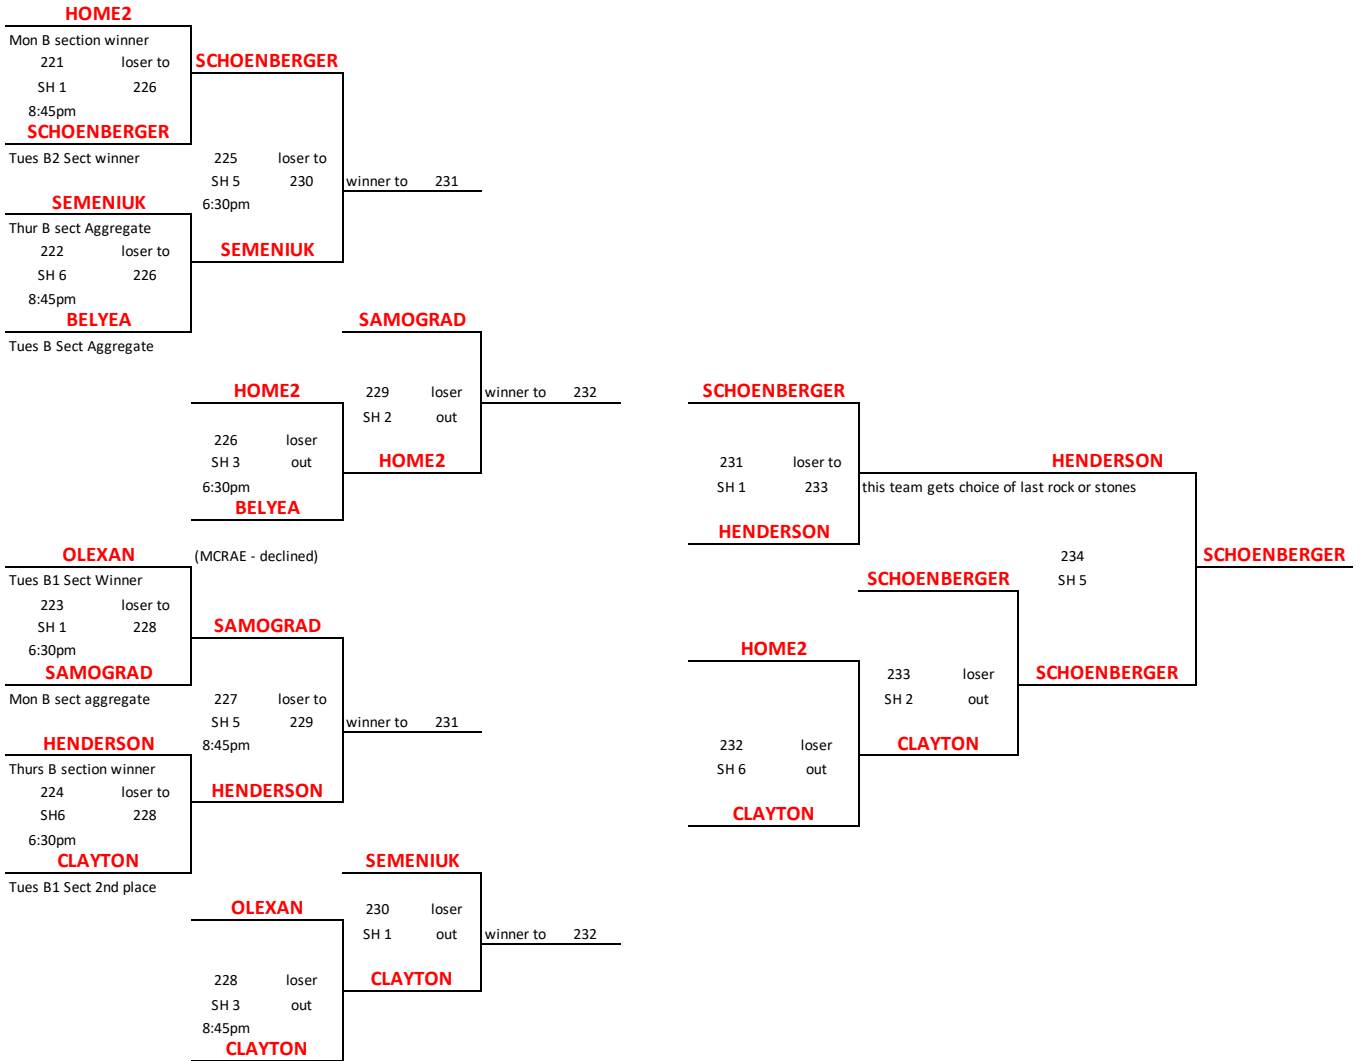 HOME2
Mon B section winner
221 loser to
SH 1 226
8:45pm
SCHOENBERGER
Tues B2 Sect winner
SCHOENBERGER
225 loser to
SH 5 230
6:30pm
winner to 231
SEMENIUK
Thur B sect Aggregate
222 loser to
SH 6 226
8:45pm
BELYEA
Tues B Sect Aggregate
SEMENIUK
SAMOGRAD
229 loser
SH 2 out
winner to 232
HOME2
226 loser
SH 3 out
6:30pm
BELYEA
HOME2
OLEXAN
(MCRAE - declined)
Tues B1 Sect Winner
223 loser to
SH 1 228
6:30pm
SAMOGRAD
Mon B sect aggregate
SAMOGRAD
227 loser to
SH 5 229
8:45pm
winner to 231
HENDERSON
Thurs B section winner
224 loser to
SH6 228
6:30pm
CLAYTON
Tues B1 Sect 2nd place
HENDERSON
SEMENIUK
230 loser
SH 1 out
winner to 232
OLEXAN
228 loser
SH 3 out
8:45pm
CLAYTON
CLAYTON
SCHOENBERGER
231 loser to
SH 1 233
HENDERSON
HENDERSON
this team gets choice of last rock or stones
234
SH 5
SCHOENBERGER
SCHOENBERGER
233 loser
SH 2 out
SCHOENBERGER
HOME2
232 loser
SH 6 out
CLAYTON
CLAYTON